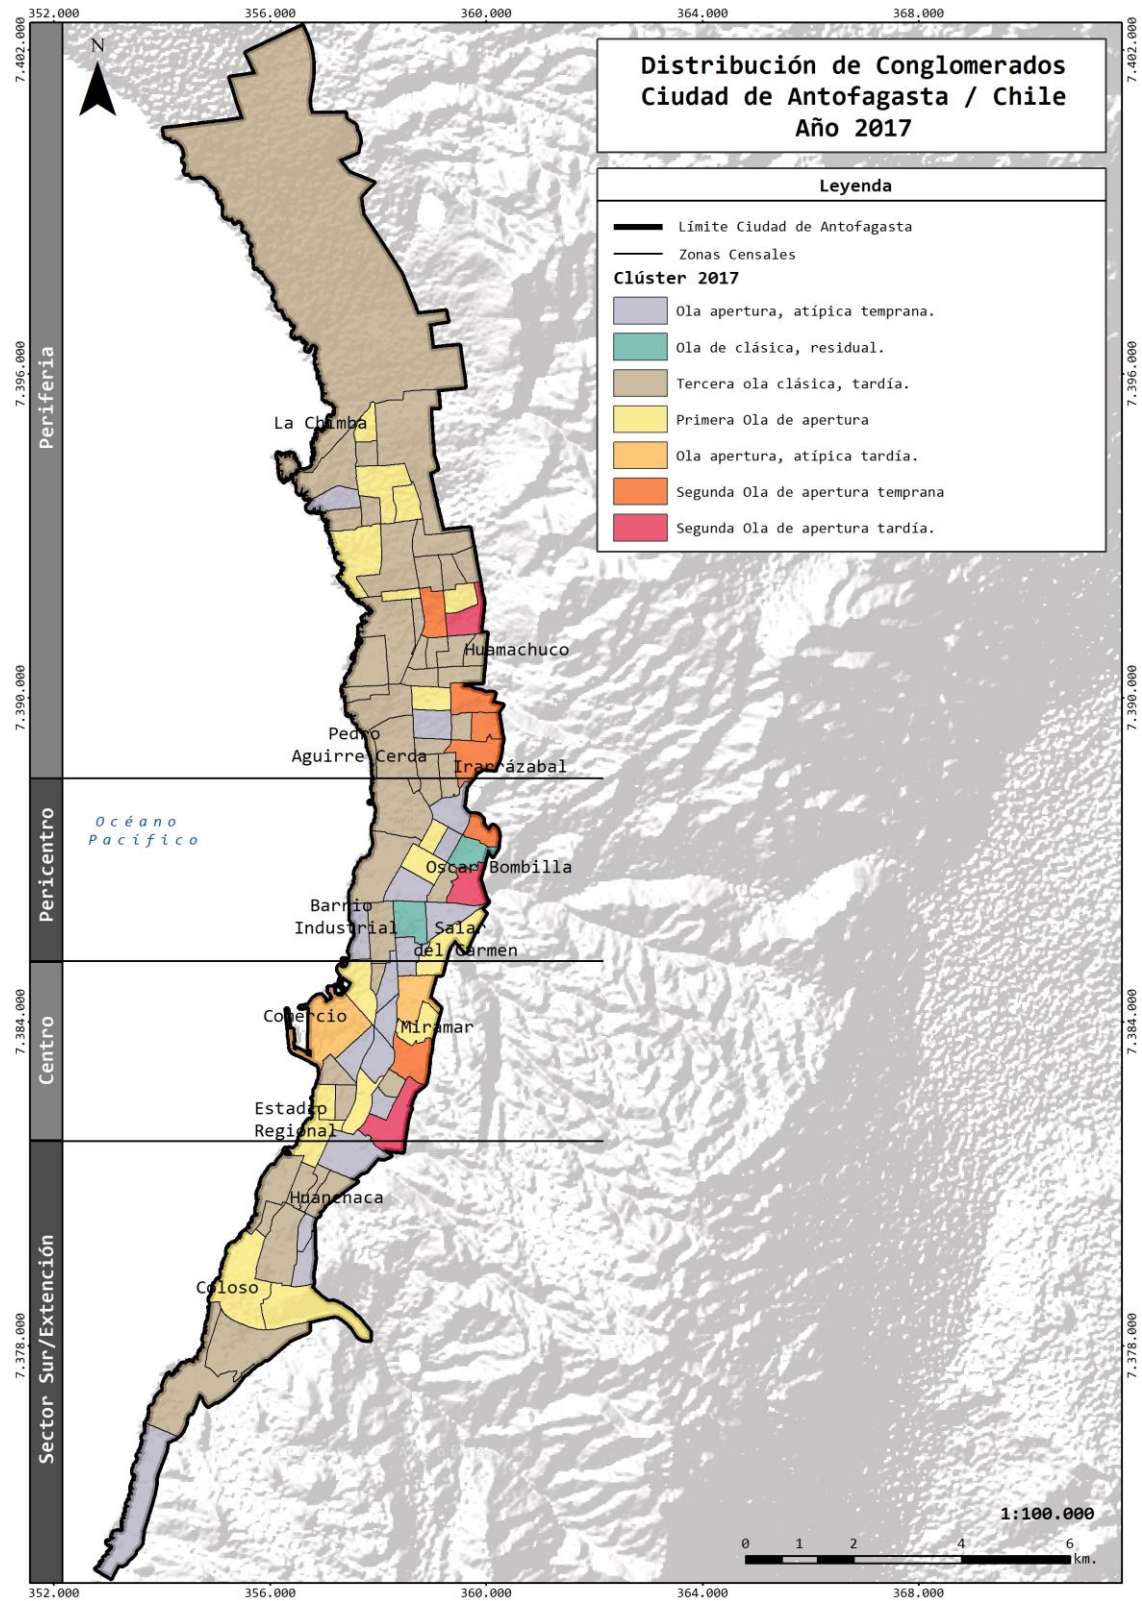 352.000
356.000
360.000
364.000
368.000
7.402.000
7.402.000
N
Distribución de Conglomerados
Ciudad de Antofagasta / Chile
Año 2017
Leyenda
Límite Ciudad de Antofagasta
Zonas Censales
Clúster 2017
Ola apertura, atípica temprana.
Ola de clásica, residual.
Tercera ola clásica, tardía.
Primera Ola de apertura
Ola apertura, atípica tardía.
Segunda Ola de apertura temprana
Segunda Ola de apertura tardía.
Periferia
7.396.000
7.396.000
La Chimba
Huamachuco
7.390.000
7.390.000
Pedro
Aguirre Cerda
Irarrázabal
Pericentro
Océano
Pacífico
Oscar Bombilla
Barrio
Industrial
Salar
del Carmen
Centro
7.384.000
7.384.000
Comercio
Miramar
Estadio
Regional
Sector Sur/Extención
Huanchaca
Coloso
7.378.000
7.378.000
1:100.000
0 1 2 4 6
km.
352.000
356.000
360.000
364.000
368.000